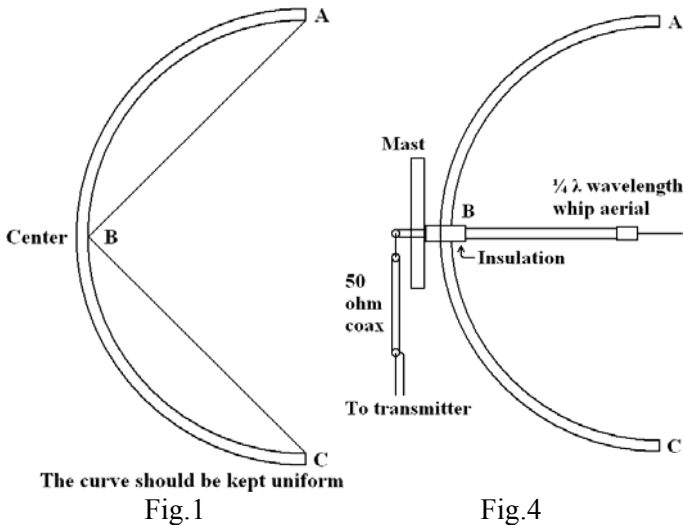 A
Center
B
C
The curve should be kept uniform
Fig.1
A
Mast
¼ λ wavelength
whip aerial
B
Insulation
50
ohm
coax
To transmitter
C
Fig.4